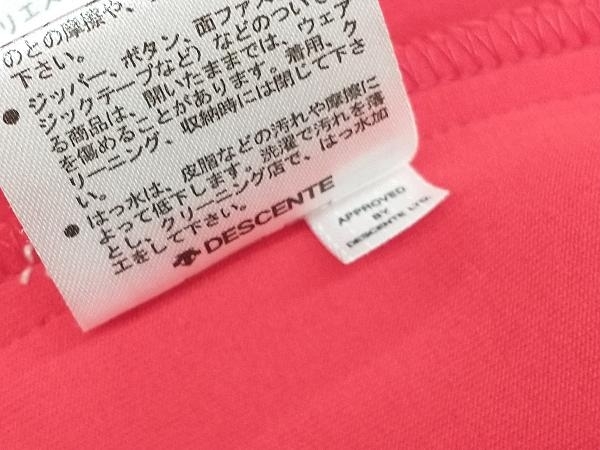 リエス
のとの摩擦や、
下さい。
● ジッパー、ボタン、面ファス
ジックテープなど）などのついて
る商品は、開いたままでは、ウェア
を傷めることがあります。着用、ク
リーニング、収納時には閉じて下さ
い。
● はっ水は、皮脂などの汚れや摩擦に
よって低下します。洗濯で汚れを落
とし、クリーニング店で、はっ水加
工をして下さい。
DESCENTE
APPROVED
BY
DESCENTE LTD.